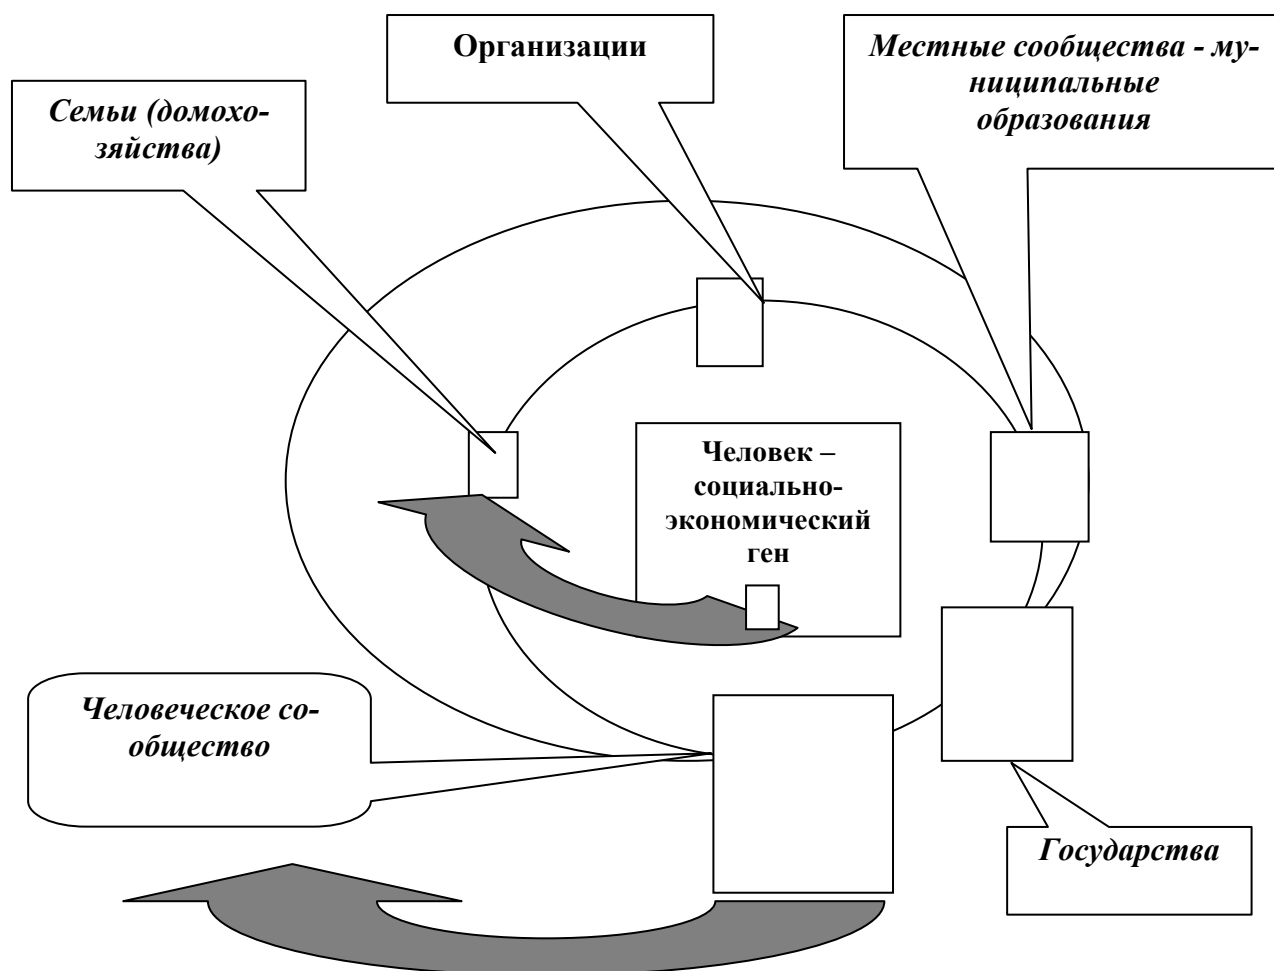 Организации
Местные сообщества - му-
ниципальные
образования
Семьи (домохо-
зяйства)
Человек –
социально-
экономический
ген
Человеческое со-
общество
Государства